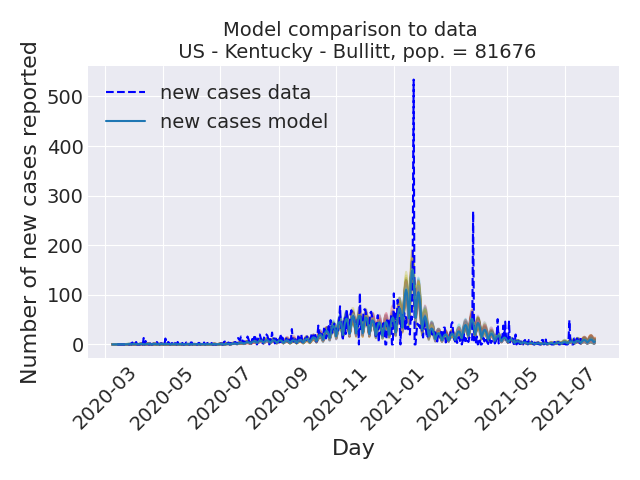 Model comparison to data
US - Kentucky - Bullitt, pop. = 81676
Number of new cases reported
new cases data
new cases model
500
400
300
200
100
0
2020-03
2020-05
2020-07
2020-09
2020-11
2021-01
2021-03
2021-05
2021-07
Day